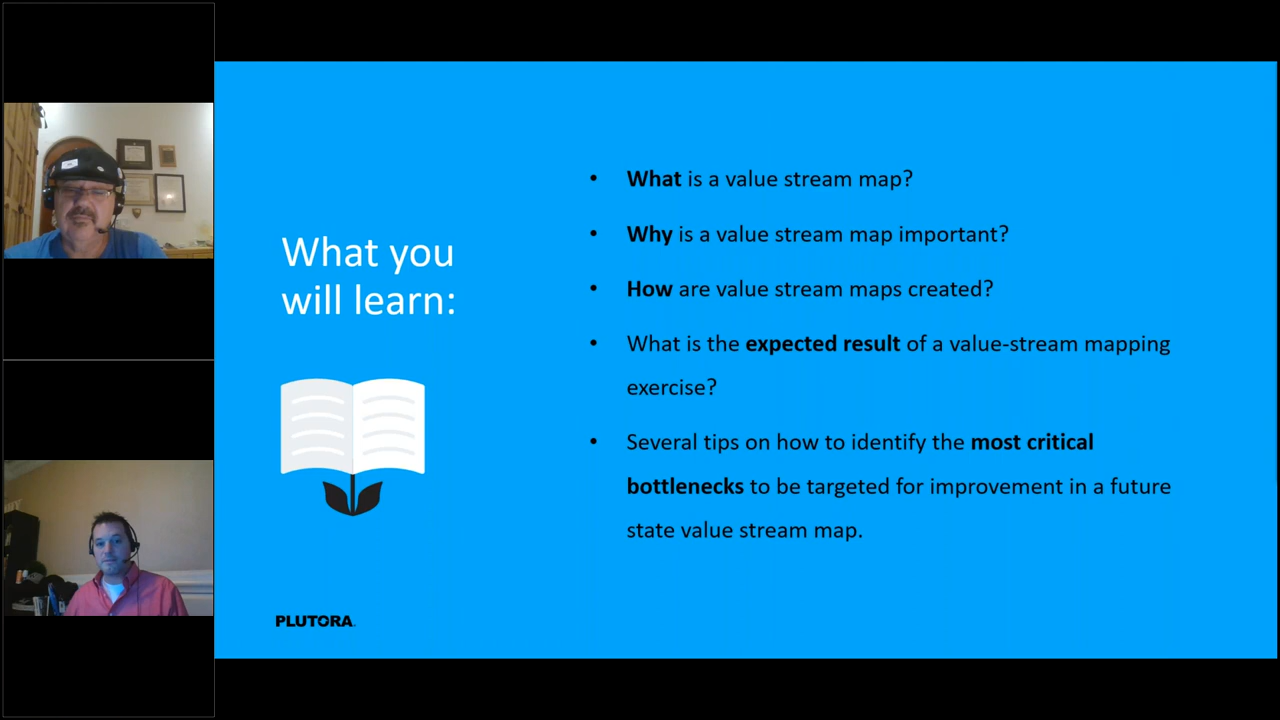 What you
will learn:
• What is a value stream map?
• Why is a value stream map important?
• How are value stream maps created?
• What is the expected result of a value-stream mapping
exercise?
• Several tips on how to identify the most critical
bottlenecks to be targeted for improvement in a future
state value stream map.
PLUTORA